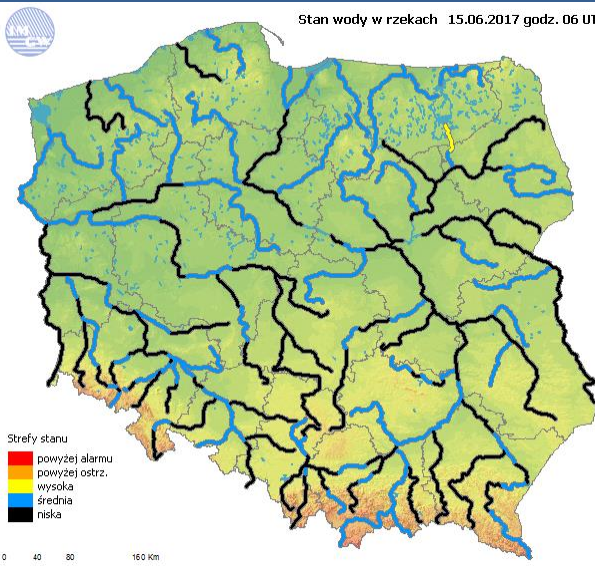 Stan wody w rzekach 15.06.2017 godz. 06 UT
Strefy stanu
powyżej alarmu
powyżej ostrz.
wysoka
średnia
niska
0 40 80 160 Km